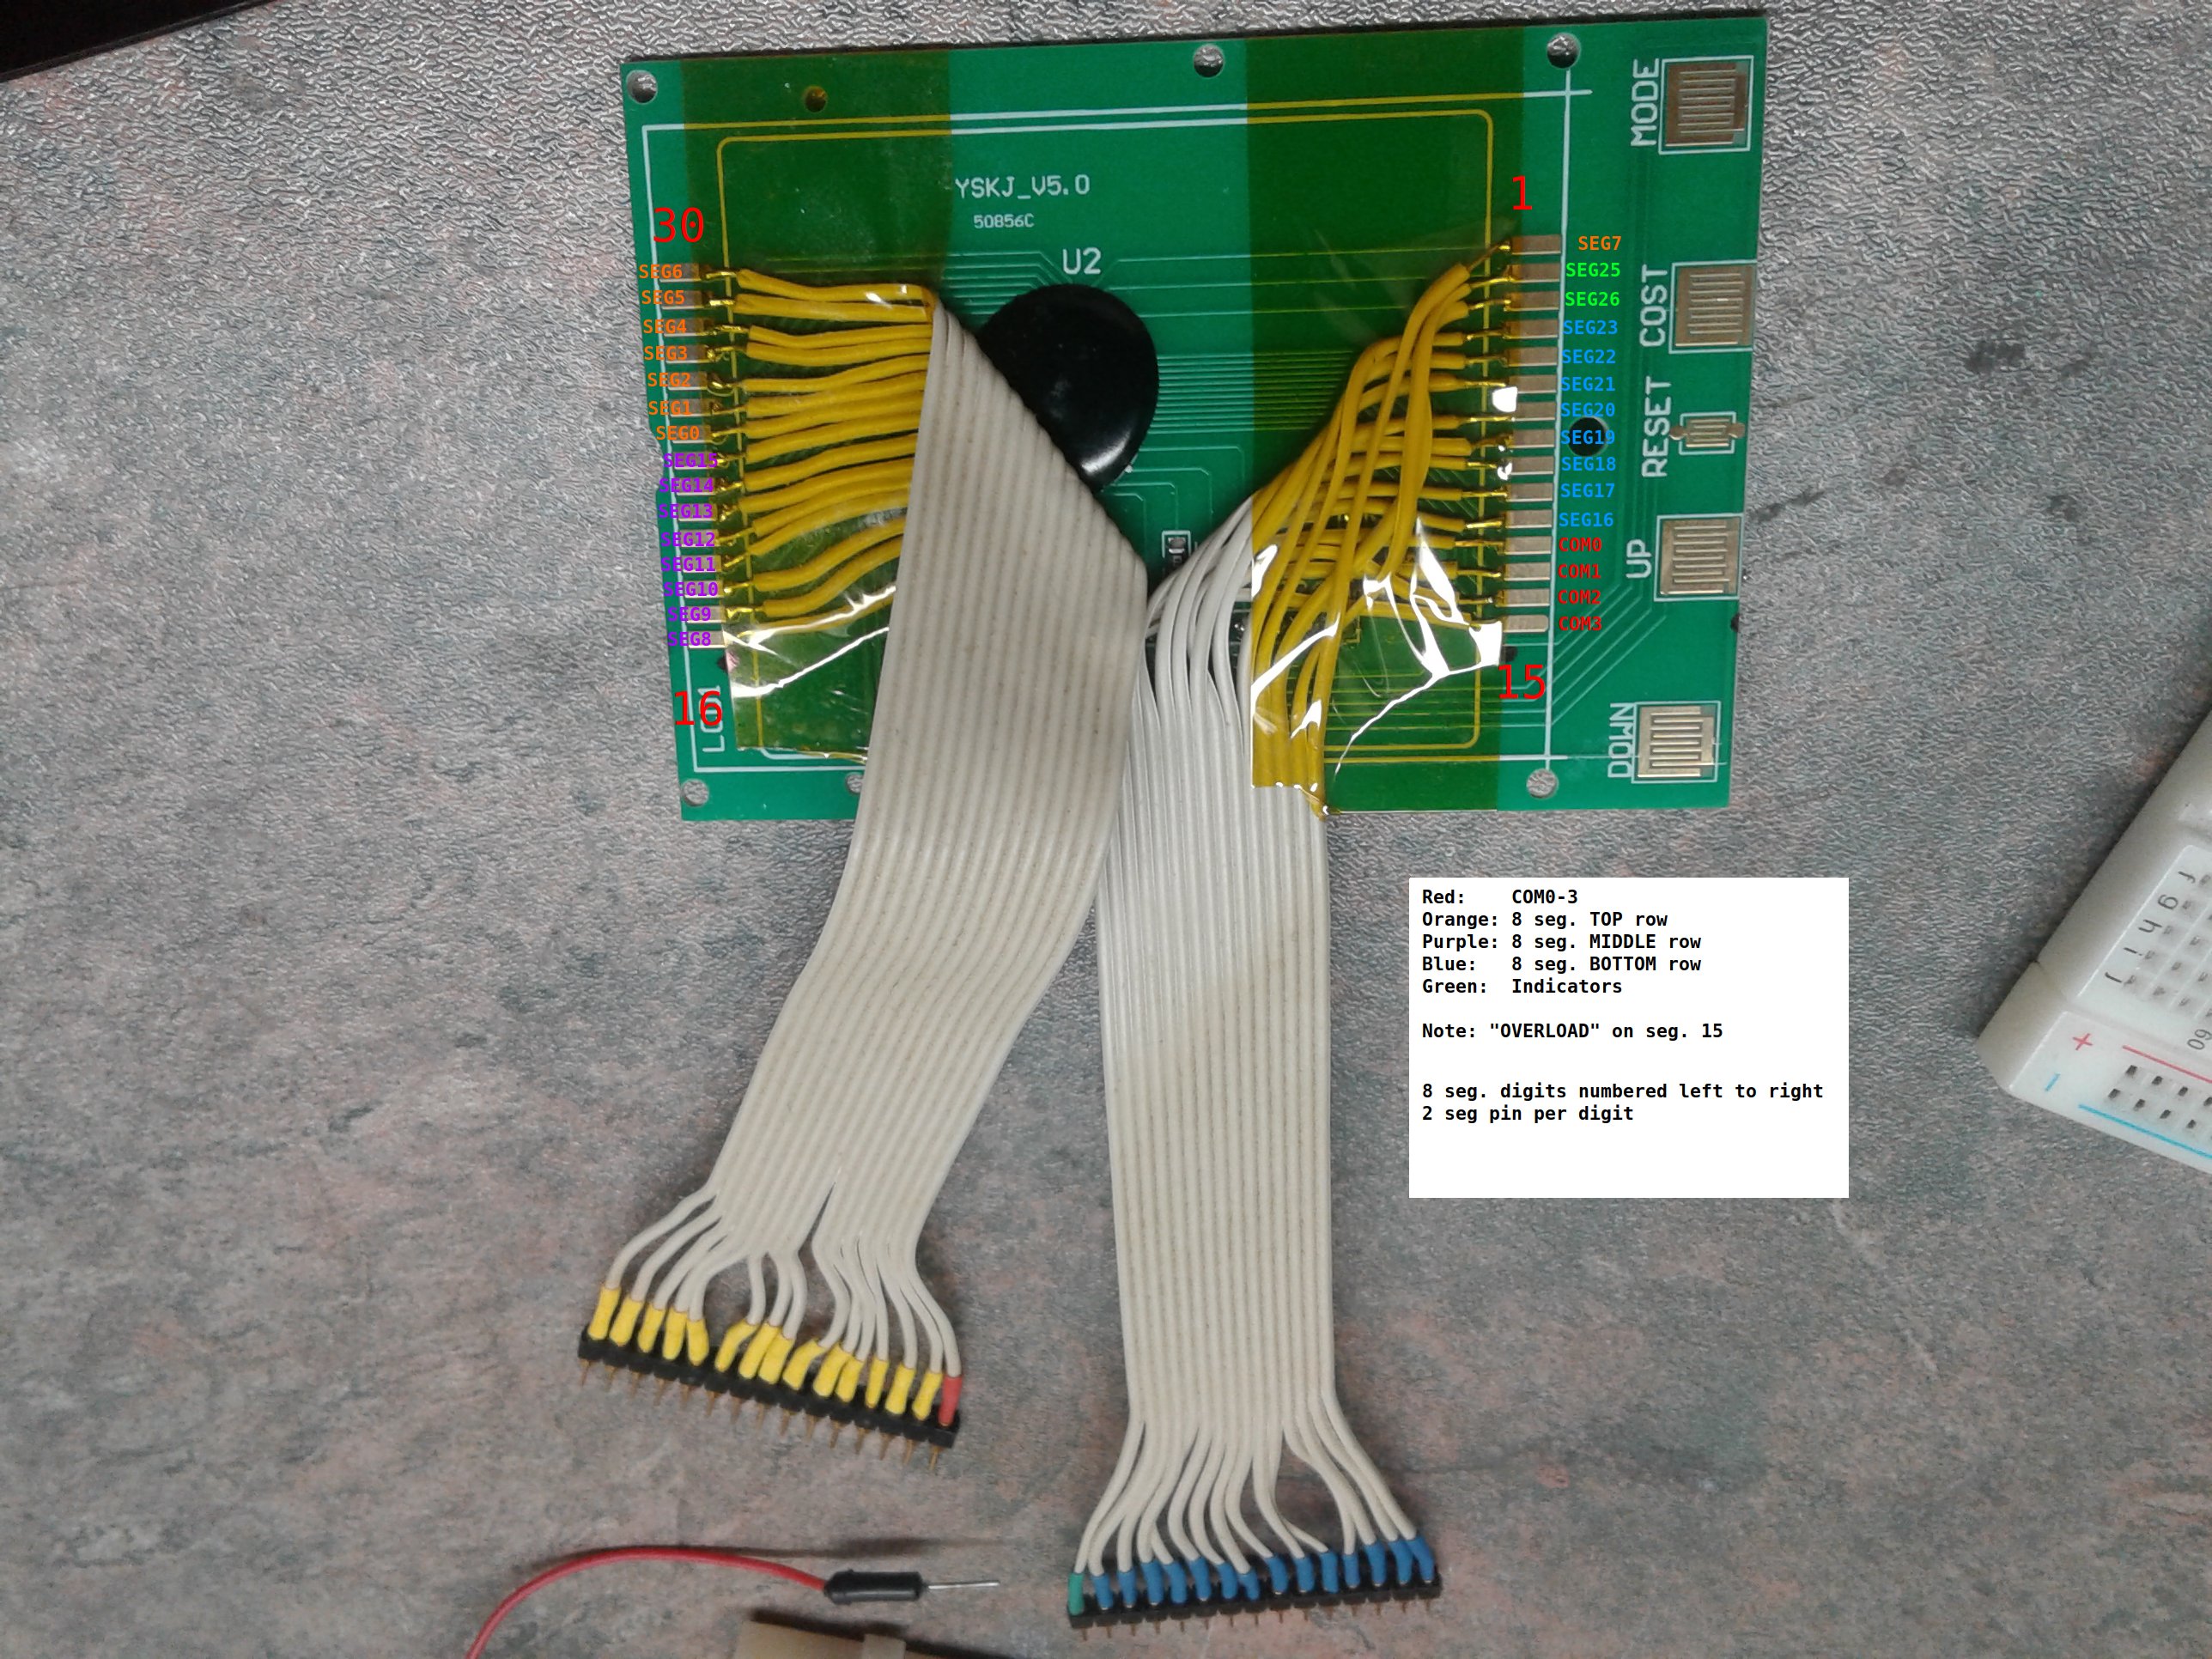 YSKJ_V5.0
50856C
U2
30
SEG6
SEG5
SEG4
SEG3
SEG2
SEG1
SEG0
SEG15
SEG14
SEG13
SEG12
SEG11
SEG10
SEG9
SEG8
16
1
SEG7
SEG25
SEG26
SEG23
SEG22
SEG21
SEG20
SEG19
SEG18
SEG17
SEG16
COM0
COM1
COM2
COM3
15
MODE
COST
RESET
UP
DOWN
Red: COM0-3
Orange: 8 seg. TOP row
Purple: 8 seg. MIDDLE row
Blue: 8 seg. BOTTOM row
Green: Indicators
Note: "OVERLOAD" on seg. 15
8 seg. digits numbered left to right
2 seg pin per digit
f
g
h
i
j
60
+
-